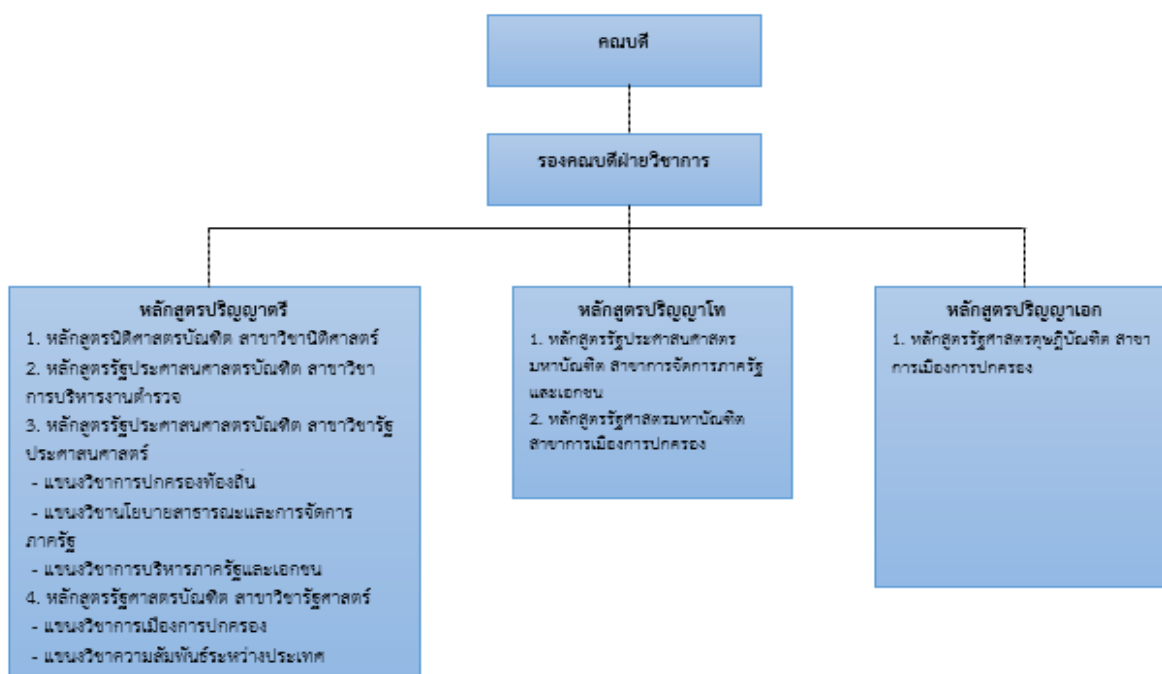 คณบดี
รองคณบดีฝ่ายวิชาการ
หลักสูตรปริญญาตรี
1. หลักสูตรนิติศาสตรบัณฑิต สาขาวิชานิติศาสตร์
2. หลักสูตรรัฐประศาสนศาสตรบัณฑิต สาขาวิชา
การบริหารงานตำรวจ
3. หลักสูตรรัฐประศาสนศาสตรบัณฑิต สาขาวิชารัฐ
ประศาสนศาสตร์
- แขนงวิชาการปกครองท้องถิ่น
- แขนงวิชานโยบายสาธารณะและการจัดการ
ภาครัฐ
- แขนงวิชาการบริหารภาครัฐและเอกชน
4. หลักสูตรรัฐศาสตรบัณฑิต สาขาวิชารัฐศาสตร์
- แขนงวิชาการเมืองการปกครอง
- แขนงวิชาความสัมพันธ์ระหว่างประเทศ
หลักสูตรปริญญาโท
1. หลักสูตรรัฐประศาสนศาสตร
มหาบัณฑิต สาขาการจัดการภาครัฐ
และเอกชน
2. หลักสูตรรัฐศาสตรมหาบัณฑิต
สาขาการเมืองการปกครอง
หลักสูตรปริญญาเอก
1. หลักสูตรรัฐศาสตรดุษฎีบัณฑิต สาขา
การเมืองการปกครอง